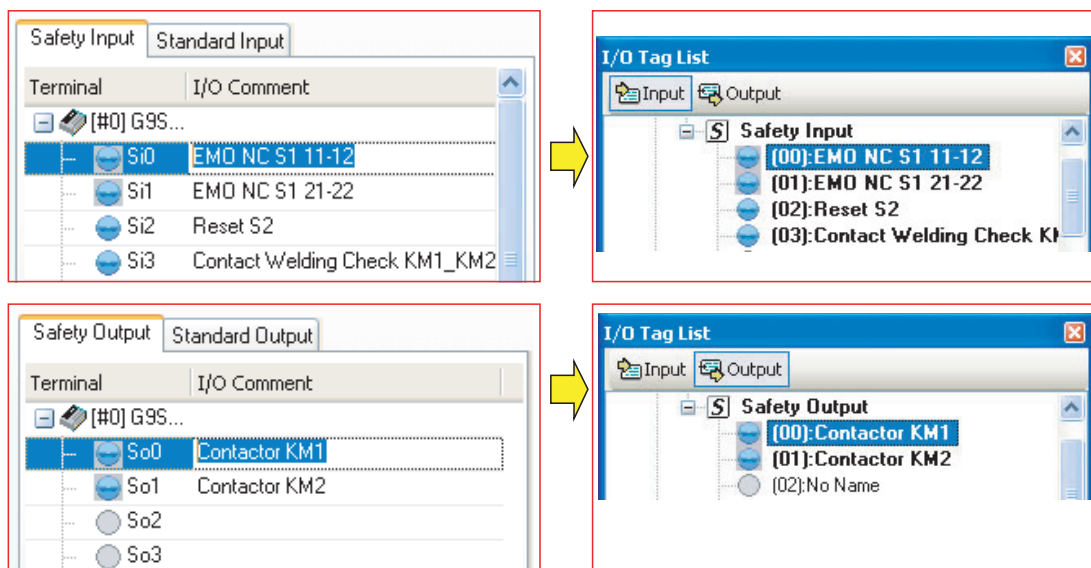 Safety Input Standard Input
Terminal I/O Comment
[#0] G9S...
Si0 EMO NC S1 11-12
Si1 EMO NC S1 21-22
Si2 Reset S2
Si3 Contact Welding Check KM1_KM2
I/O Tag List
Input Output
S Safety Input
(00):EMO NC S1 11-12
(01):EMO NC S1 21-22
(02):Reset S2
(03):Contact Welding Check
Safety Output Standard Output
Terminal I/O Comment
[#0] G9S...
So0 Contactor KM1
So1 Contactor KM2
So2
So3
I/O Tag List
Input Output
S Safety Output
(00):Contactor KM1
(01):Contactor KM2
(02):No Name